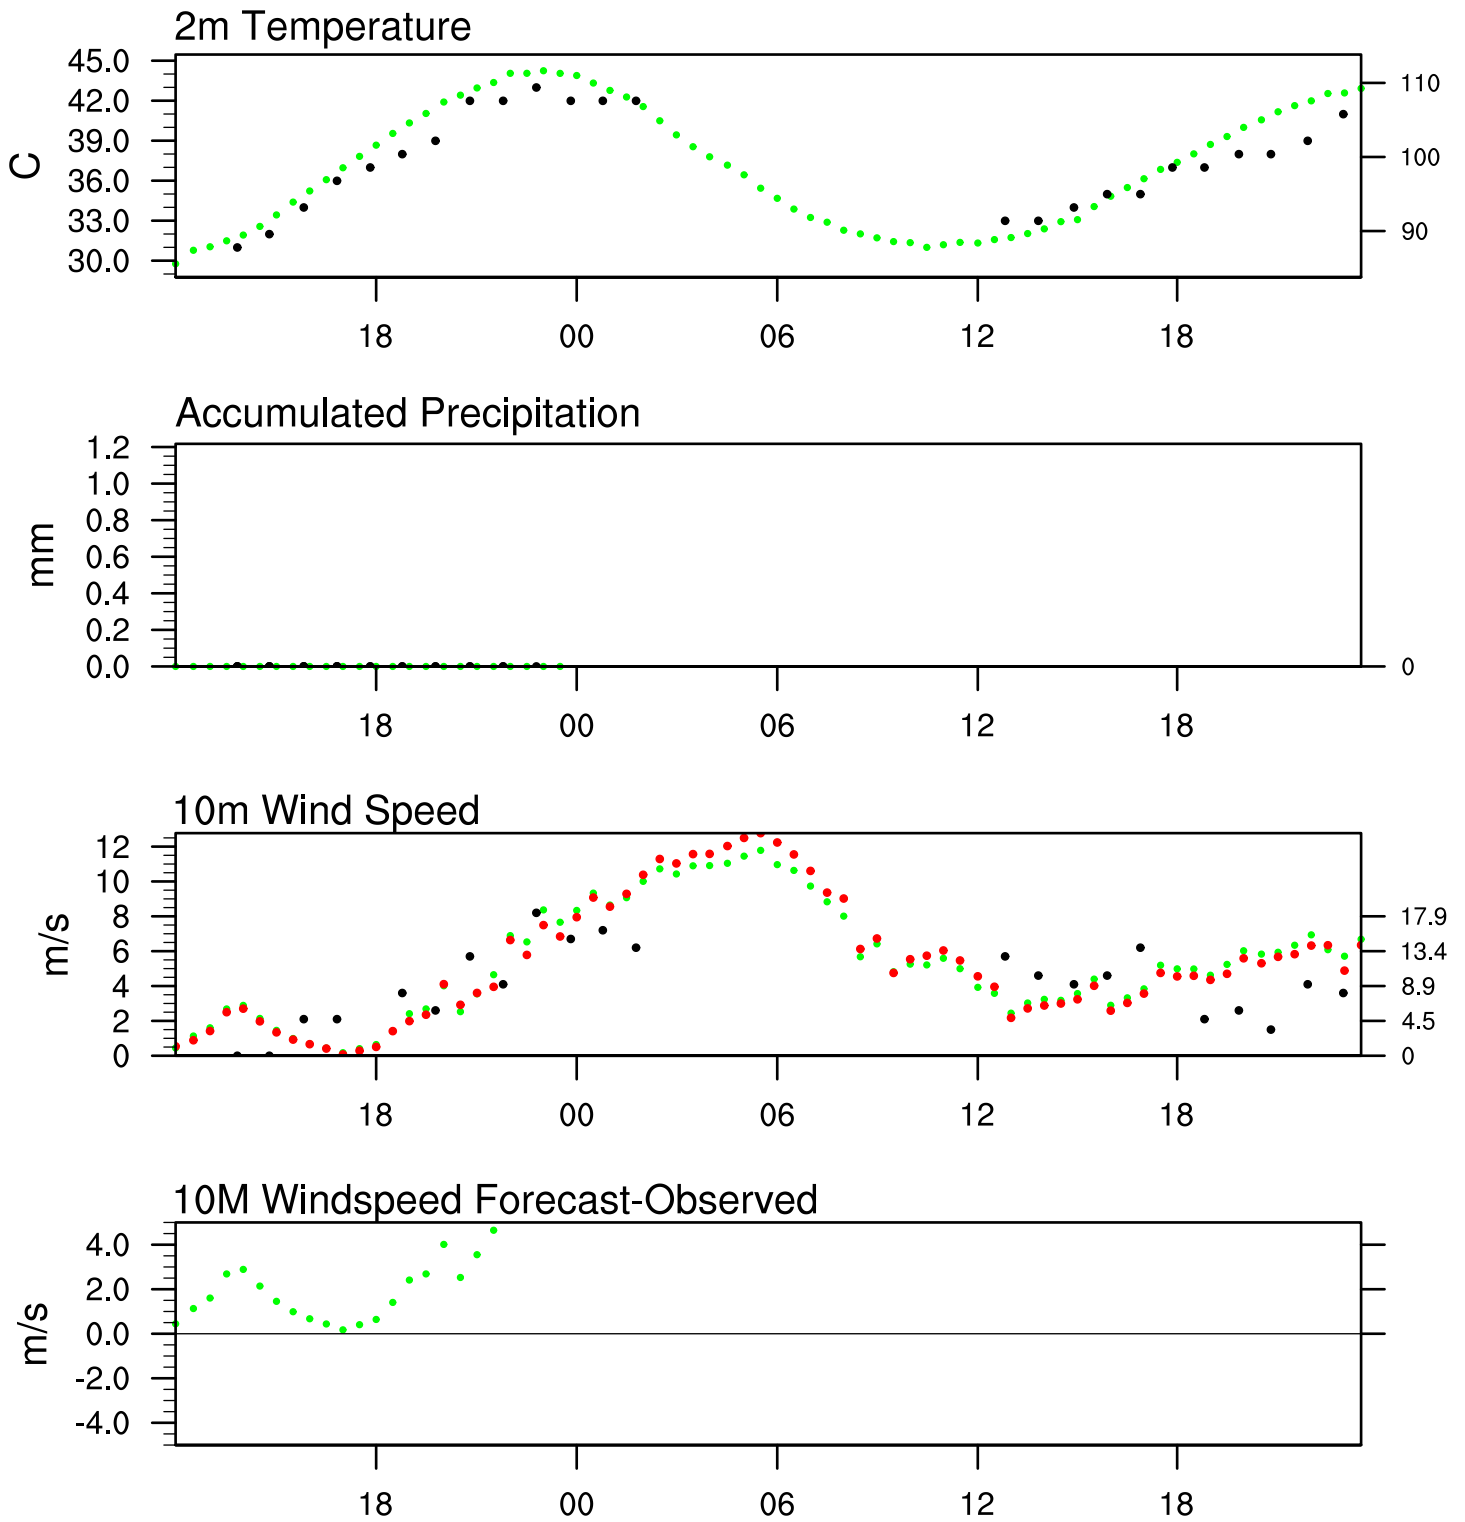 2m Temperature
45.0
42.0
39.0
36.0
33.0
30.0
C
110
100
90
18 00 06 12 18
Accumulated Precipitation
1.2
1.0
0.8
0.6
0.4
0.2
0.0
mm
0
18 00 06 12 18
10m Wind Speed
12
10
8
6
4
2
0
m/s
17.9
13.4
8.9
4.5
0
18 00 06 12 18
10M Windspeed Forecast-Observed
4.0
2.0
0.0
-2.0
-4.0
m/s
18 00 06 12 18